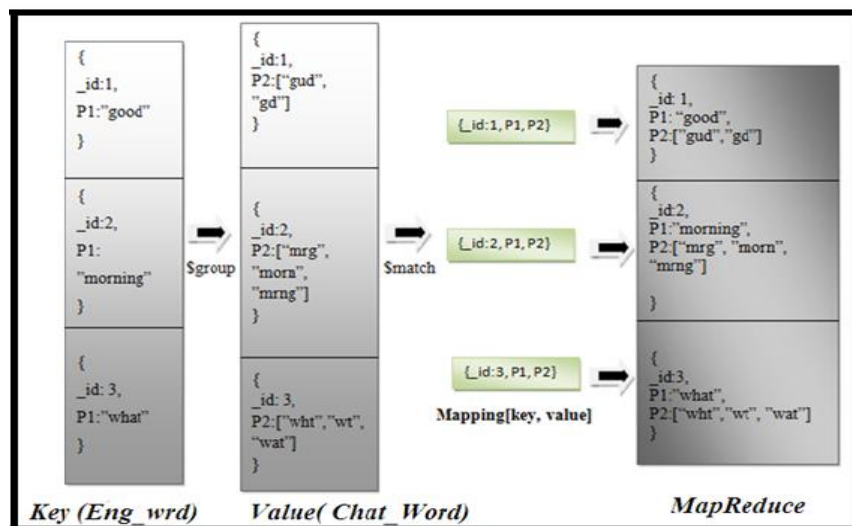 {
_id:1,
P1:"good"
}
{
_id:2,
P1:
"morning"
}
{
_id: 3,
P1:"what"
}
Key (Eng_wrd)
$group
{
_id:1,
P2:["gud",
"gd"]
}
{
_id:2,
P2:["mrg",
"morn",
"mrng"]
}
{
_id: 3,
P2:["wht","wt",
"wat"]
}
Value( Chat_Word)
$match
{_id:1, P1, P2}
{_id:2, P1, P2}
{_id:3, P1, P2}
Mapping[key, value]
{
_id: 1,
P1: "good",
P2:["gud","gd"]
}
{
_id:2,
P1:"morning",
P2:["mrg", "morn",
"mrng"]
}
{
_id:3,
P1:"what",
P2:["wht","wt", "wat"]
}
MapReduce